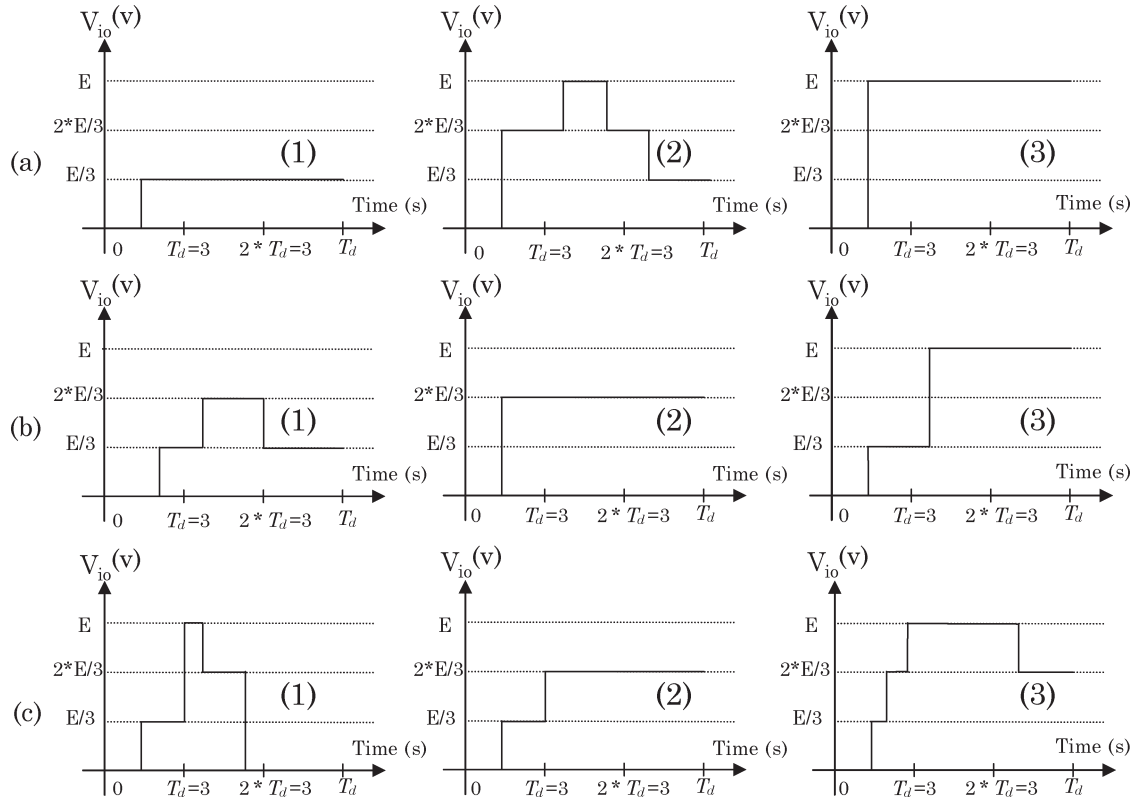 V_io(v) V_io(v) V_io(v)
E E E
2*E/3 2*E/3 2*E/3
(a) (1) (2) (3)
E/3 E/3 E/3
Time (s) Time (s) Time (s)
0 T_d=3 2* T_d=3 T_d 0 T_d=3 2* T_d=3 T_d 0 T_d=3 2* T_d=3 T_d
V_io(v) V_io(v) V_io(v)
E E E
2*E/3 2*E/3 2*E/3
(b) (1) (2) (3)
E/3 E/3 E/3
Time (s) Time (s) Time (s)
0 T_d=3 2* T_d=3 T_d 0 T_d=3 2* T_d=3 T_d 0 T_d=3 2* T_d=3 T_d
V_io(v) V_io(v) V_io(v)
E E E
2*E/3 2*E/3 2*E/3
(c) (1) (2) (3)
E/3 E/3 E/3
Time (s) Time (s) Time (s)
0 T_d=3 2* T_d=3 T_d 0 T_d=3 2* T_d=3 T_d 0 T_d=3 2* T_d=3 T_d